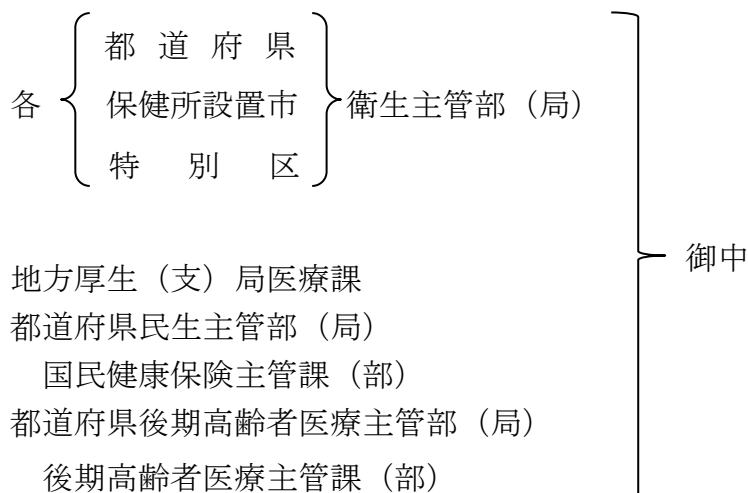 都道府県
各 保健所設置市 衛生主管部（局）
特別区
御中
地方厚生（支）局医療課
都道府県民生主管部（局）
国民健康保険主管課（部）
都道府県後期高齢者医療主管部（局）
後期高齢者医療主管課（部）